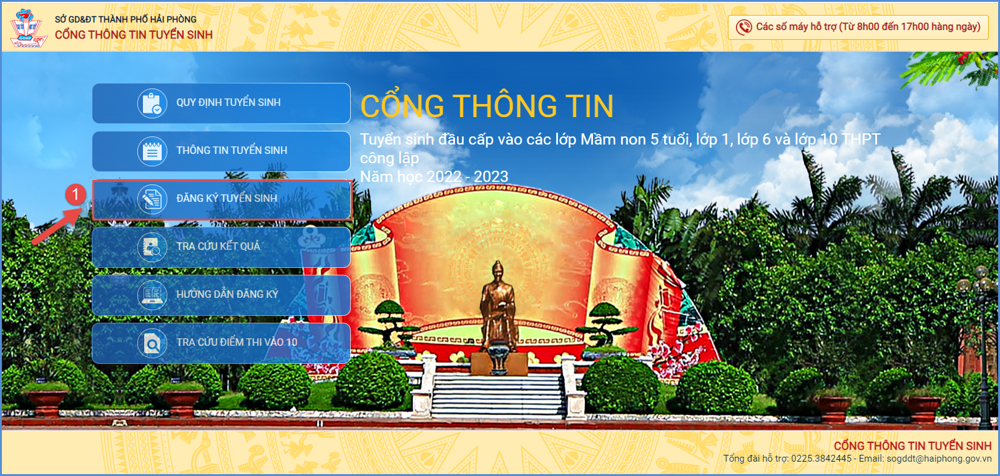 SỞ GD&ĐT THÀNH PHỐ HẢI PHÒNG
CỔNG THÔNG TIN TUYỂN SINH
Các số máy hỗ trợ (Từ 8h00 đến 17h00 hàng ngày)
QUY ĐỊNH TUYỂN SINH
THÔNG TIN TUYỂN SINH
1
ĐĂNG KÝ TUYỂN SINH
TRA CỨU KẾT QUẢ
HƯỚNG DẪN ĐĂNG KÝ
TRA CỨU ĐIỂM THI VÀO 10
CỔNG THÔNG TIN
Tuyển sinh đầu cấp vào các lớp Mầm non 5 tuổi, lớp 1, lớp 6 và lớp 10 THPT
công lập
Năm học 2022 - 2023
CỔNG THÔNG TIN TUYỂN SINH
Tổng đài hỗ trợ: 0225.3842445 - Email: sogddt@haiphong.gov.vn